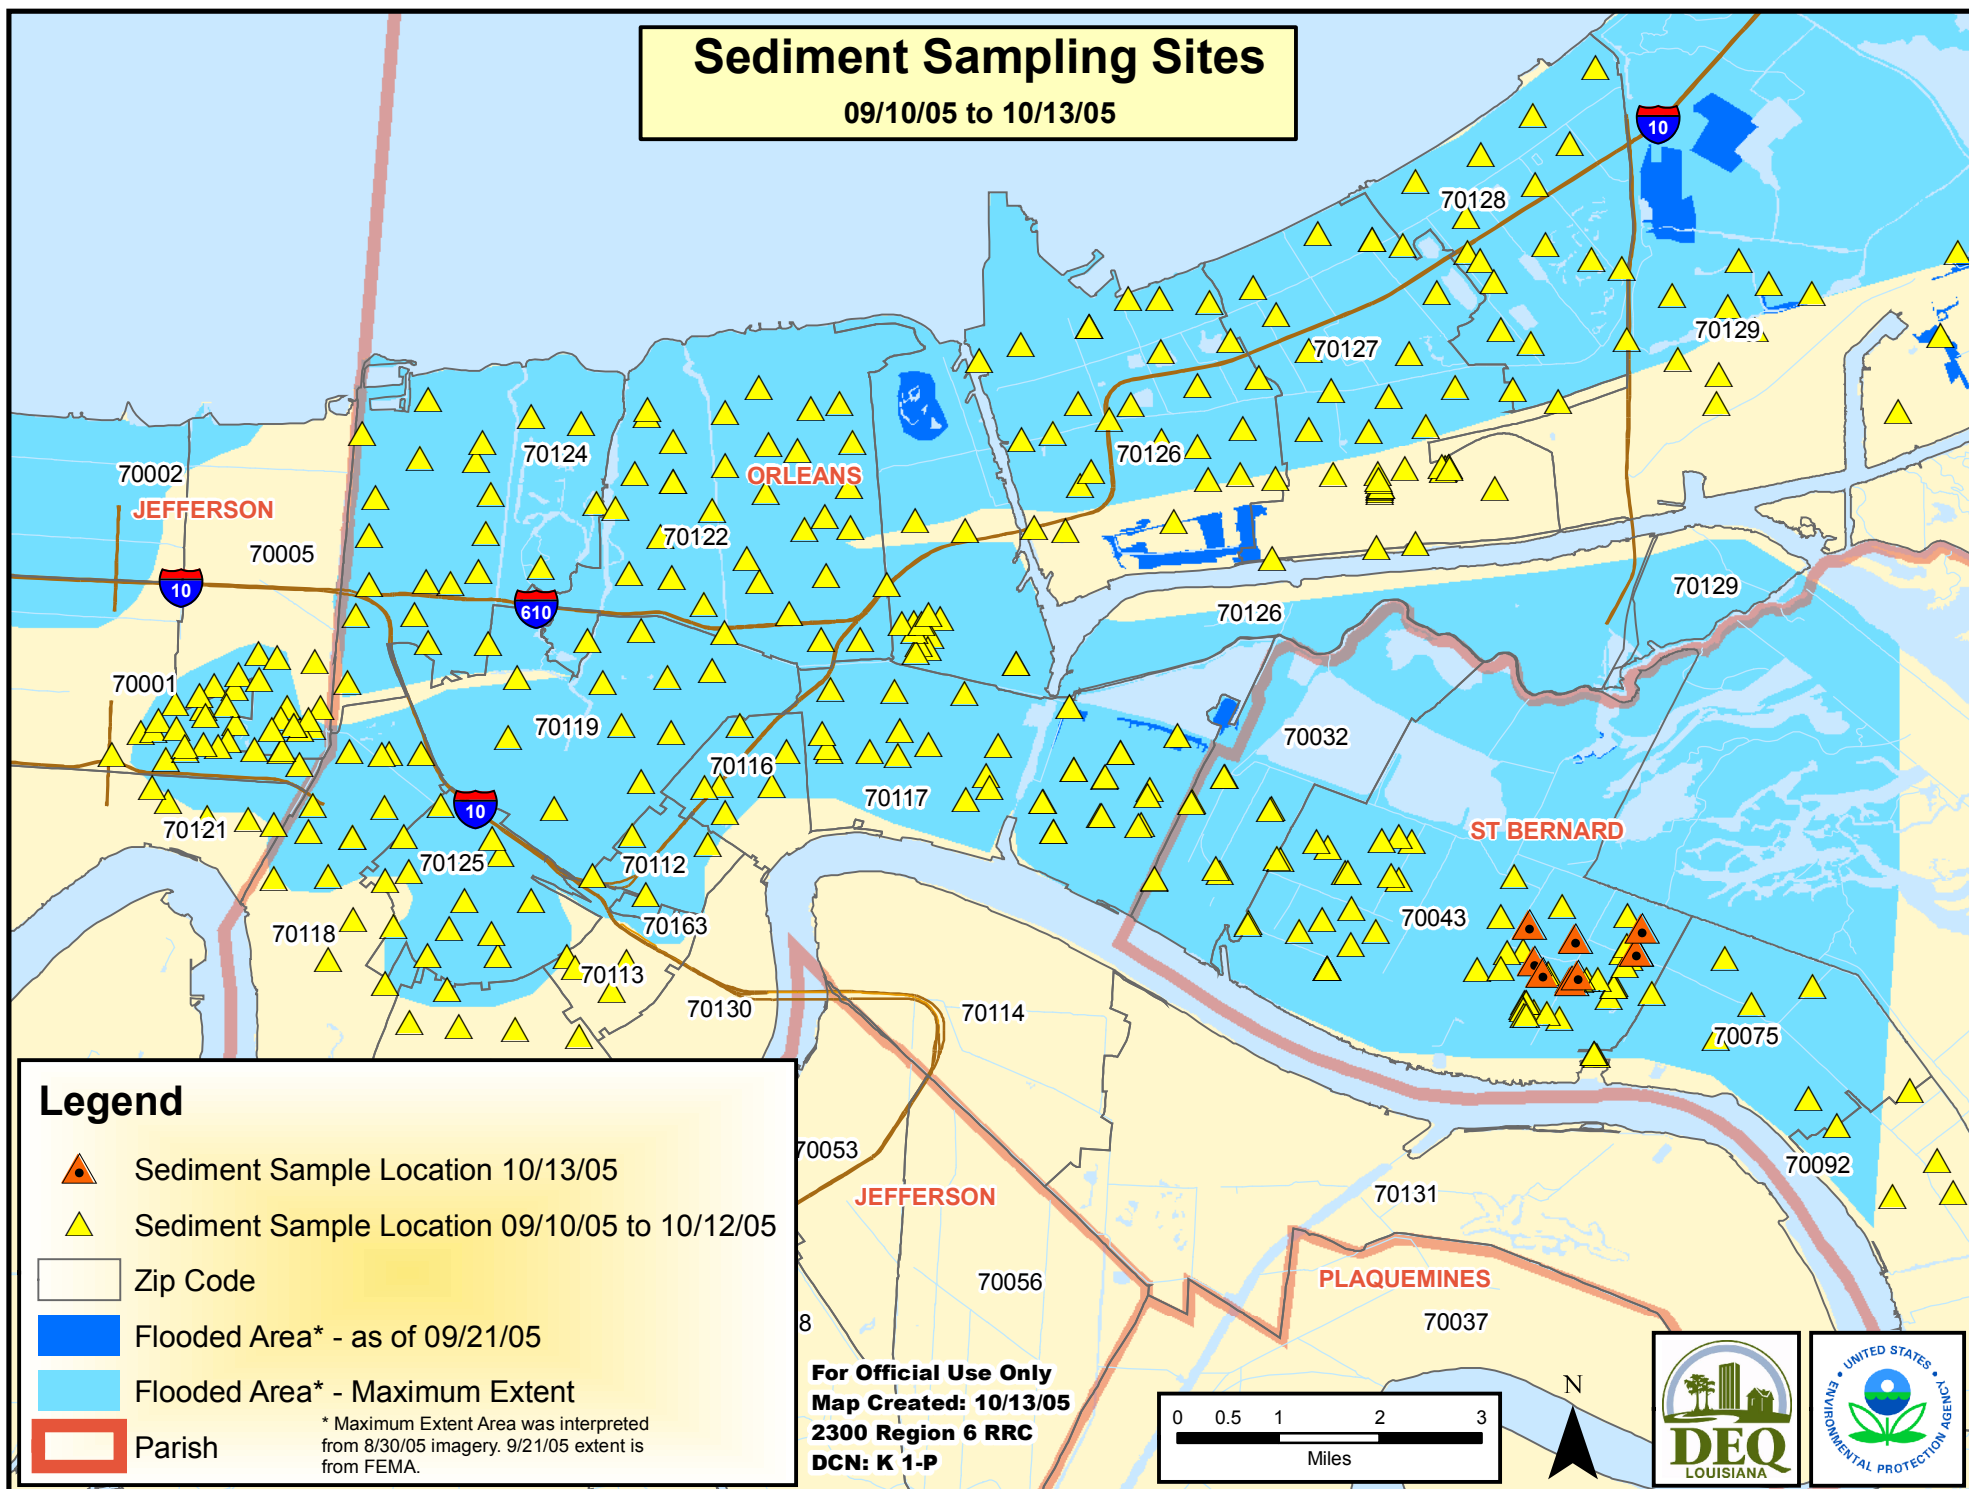 Sediment Sampling Sites
09/10/05 to 10/13/05
10
70128
70129
70127
70124
70126
70002
ORLEANS
JEFFERSON
70122
70005
10
610
70126
70129
70001
70119
70032
70116
70117
10
70121
ST BERNARD
70125
70112
70043
70163
70118
70113
70130
70114
70075
70053
70092
70131
JEFFERSON
PLAQUEMINES
70056
70037
8
Legend
Sediment Sample Location 10/13/05
Sediment Sample Location 09/10/05 to 10/12/05
Zip Code
Flooded Area* - as of 09/21/05
Flooded Area* - Maximum Extent
Parish
* Maximum Extent Area was interpreted
from 8/30/05 imagery. 9/21/05 extent is
from FEMA.
For Official Use Only
Map Created: 10/13/05
2300 Region 6 RRC
DCN: K 1-P
0 0.5 1 2 3
Miles
N
DEQ
LOUISIANA
UNITED STATES
ENVIRONMENTAL PROTECTION AGENCY